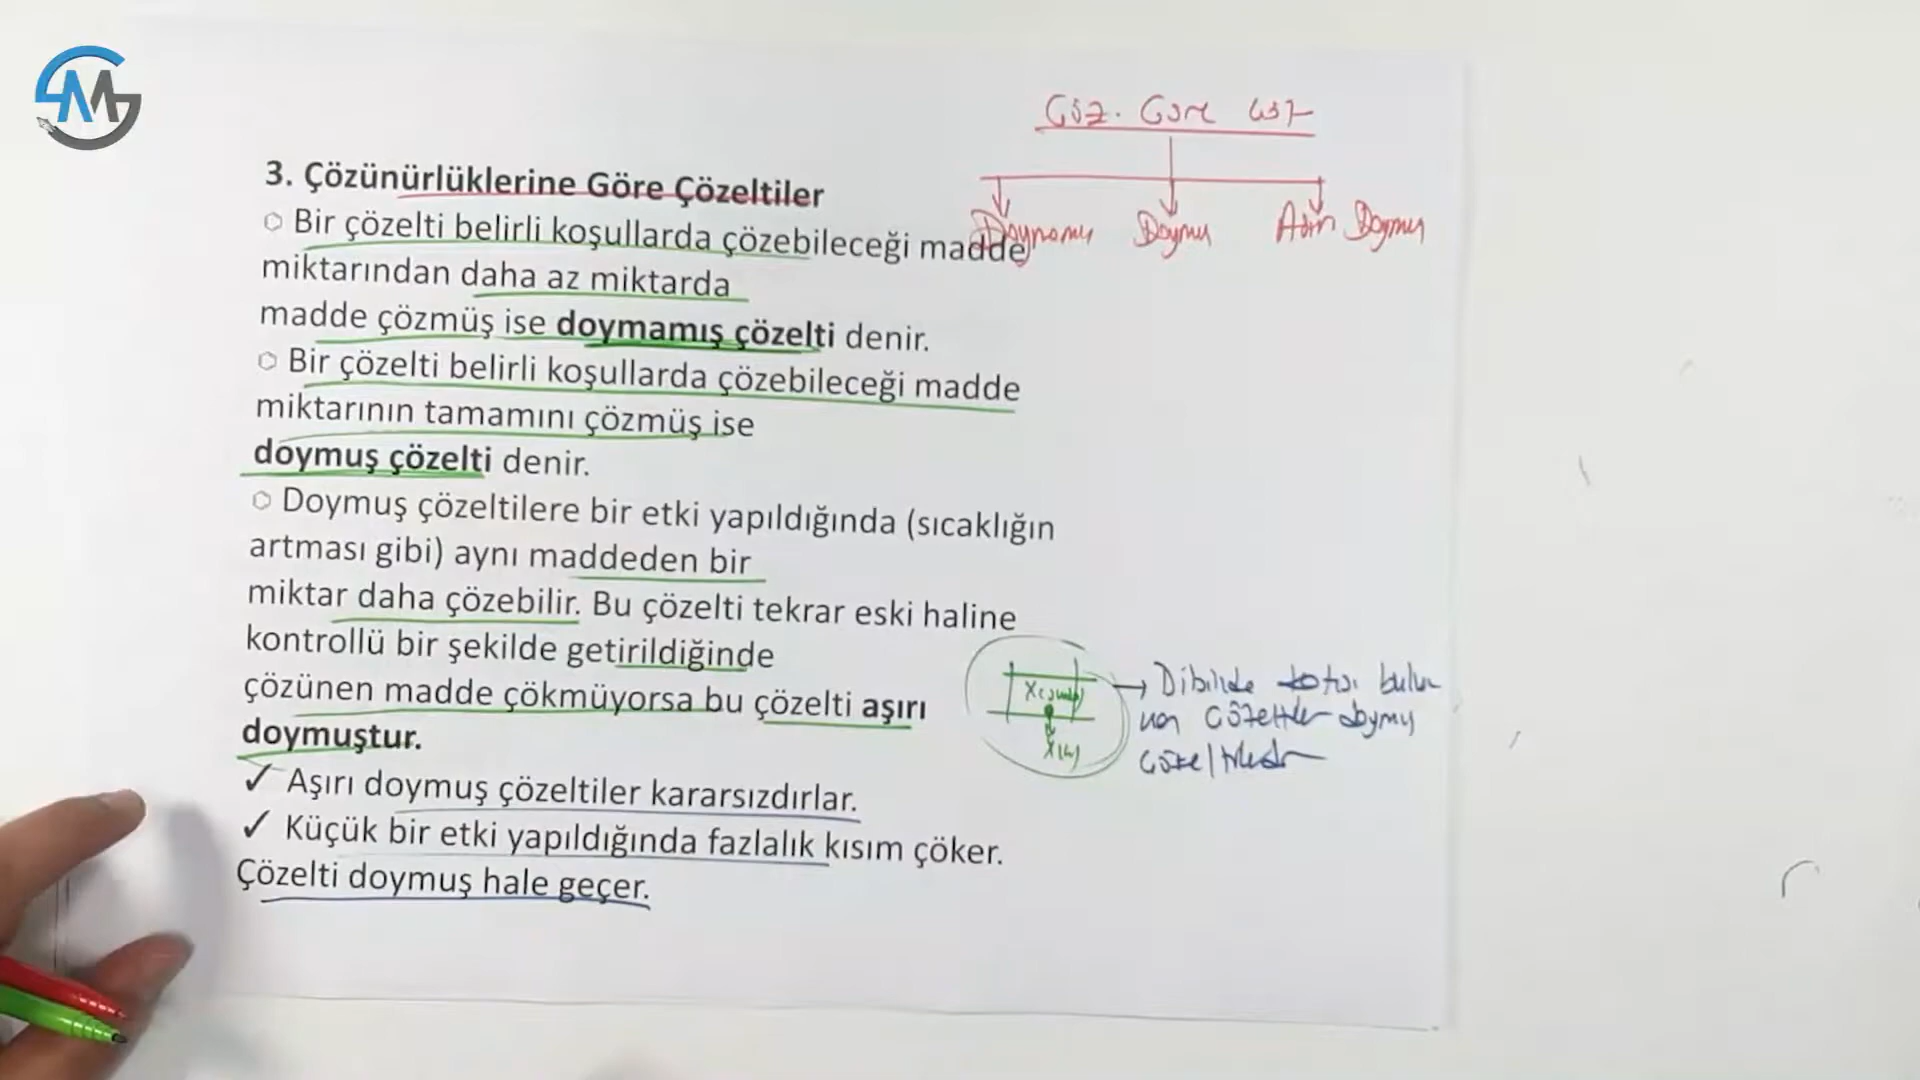 Çöz. Göre çöz
Doymamış Doymuş Aşırı Doymuş
3. Çözünürlüklerine Göre Çözeltiler
Bir çözelti belirli koşullarda çözebileceği madde
miktarından daha az miktarda
madde çözmüş ise doymamış çözelti denir.
Bir çözelti belirli koşullarda çözebileceği madde
miktarının tamamını çözmüş ise
doymuş çözelti denir.
Doymuş çözeltilere bir etki yapıldığında (sıcaklığın
artması gibi) aynı maddeden bir
miktar daha çözebilir. Bu çözelti tekrar eski haline
kontrollü bir şekilde getirildiğinde
çözünen madde çökmüyorsa bu çözelti aşırı
doymuştur.
✓ Aşırı doymuş çözeltiler kararsızdırlar.
✓ Küçük bir etki yapıldığında fazlalık kısım çöker.
Çözelti doymuş hale geçer.
X(suda)
X(k)
→ Dibinde katısı bulu
nan çözeltiler doymuş
çözeltilerdir